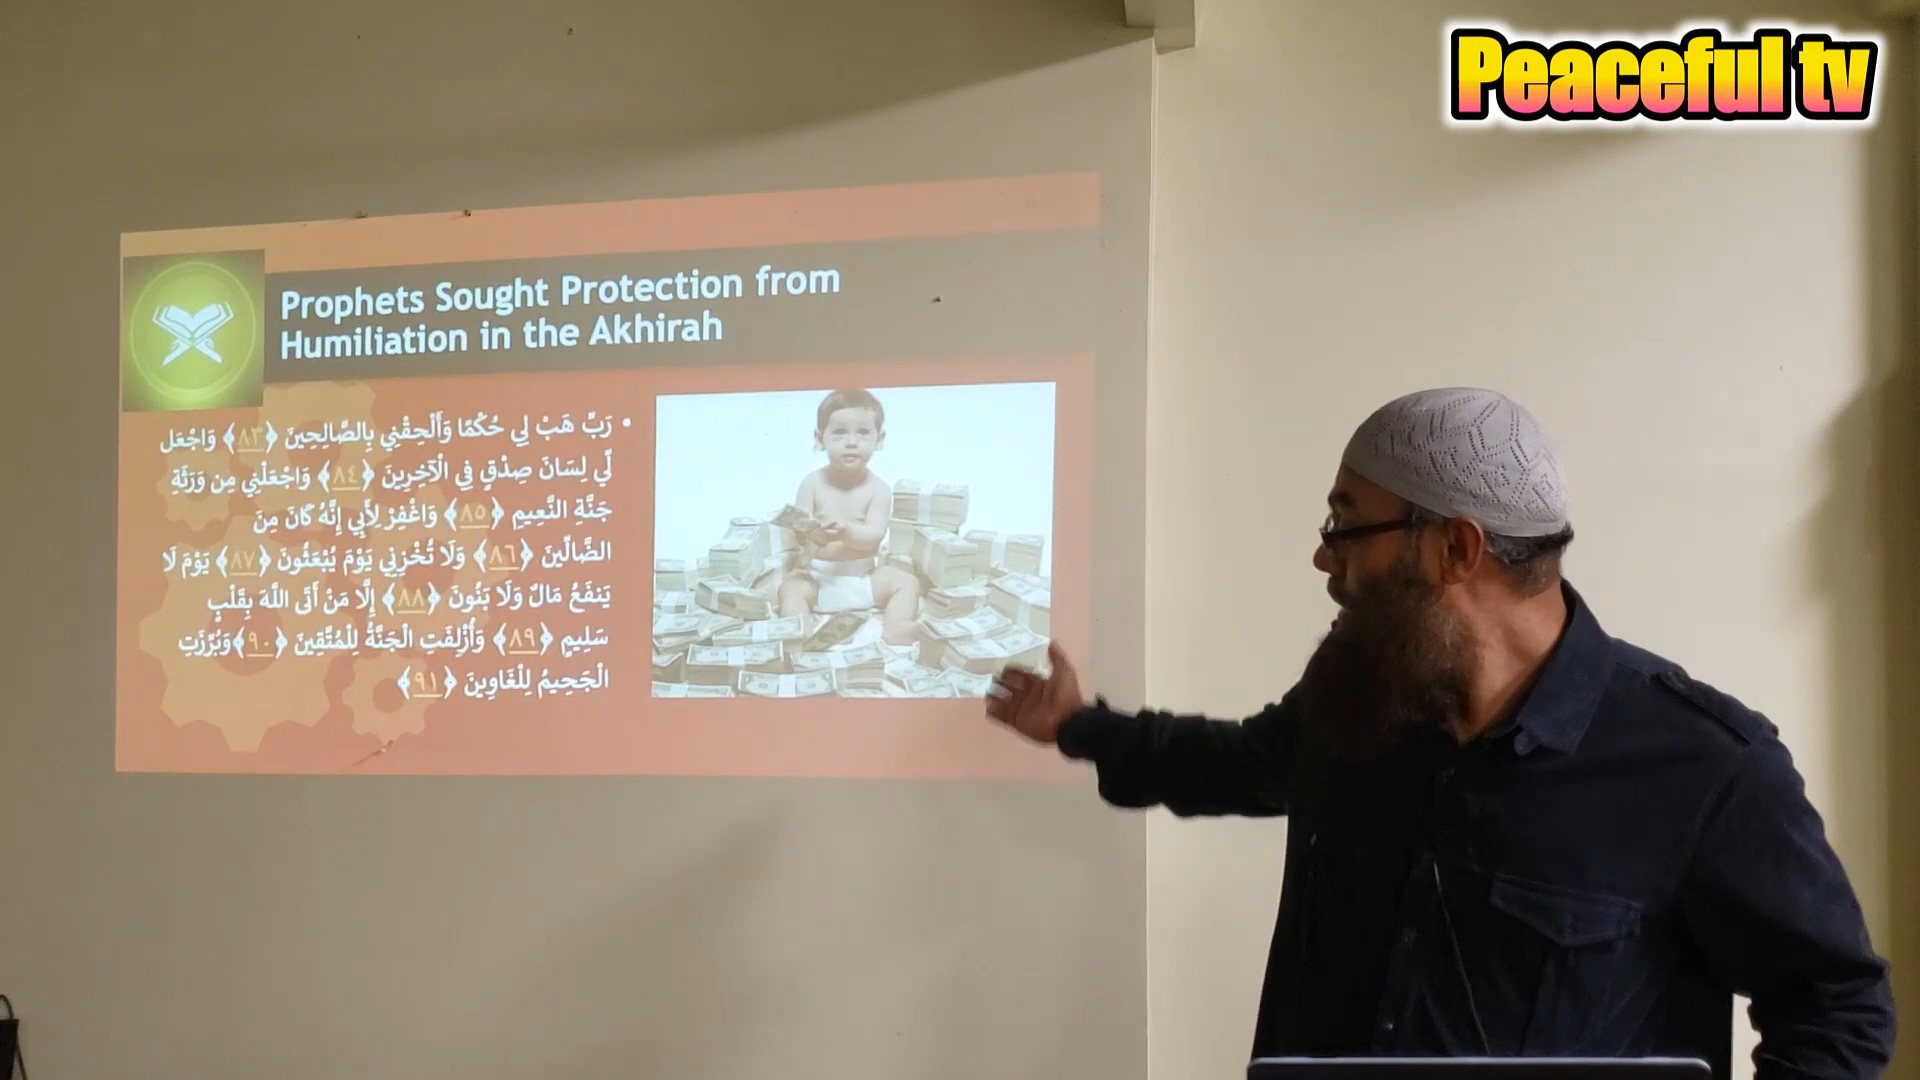 Peaceful tv
Prophets Sought Protection from
Humiliation in the Akhirah
• رَبِّ هَبْ لِي حُكْمًا وَأَلْحِقْنِي بِالصَّالِحِينَ ﴿٨٣﴾ وَاجْعَل
لِّي لِسَانَ صِدْقٍ فِي الْآخِرِينَ ﴿٨٤﴾ وَاجْعَلْنِي مِن وَرَثَةِ
جَنَّةِ النَّعِيمِ ﴿٨٥﴾ وَاغْفِرْ لِأَبِي إِنَّهُ كَانَ مِنَ
الضَّالِّينَ ﴿٨٦﴾ وَلَا تُخْزِنِي يَوْمَ يُبْعَثُونَ ﴿٨٧﴾ يَوْمَ لَا
يَنفَعُ مَالٌ وَلَا بَنُونَ ﴿٨٨﴾ إِلَّا مَنْ أَتَى اللَّهَ بِقَلْبٍ
سَلِيمٍ ﴿٨٩﴾ وَأُزْلِفَتِ الْجَنَّةُ لِلْمُتَّقِينَ ﴿٩٠﴾ وَبُرِّزَتِ
الْجَحِيمُ لِلْغَاوِينَ ﴿٩١﴾